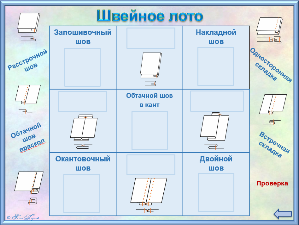 Швейное лото
Запошивочный
шов
Накладной
шов
Расстрочной
шов
Односторонняя
складка
Обтачной шов
в кант
Обтачной
шов
Встречная
складка
Окантовочный
шов
Двойной
шов
Проверка